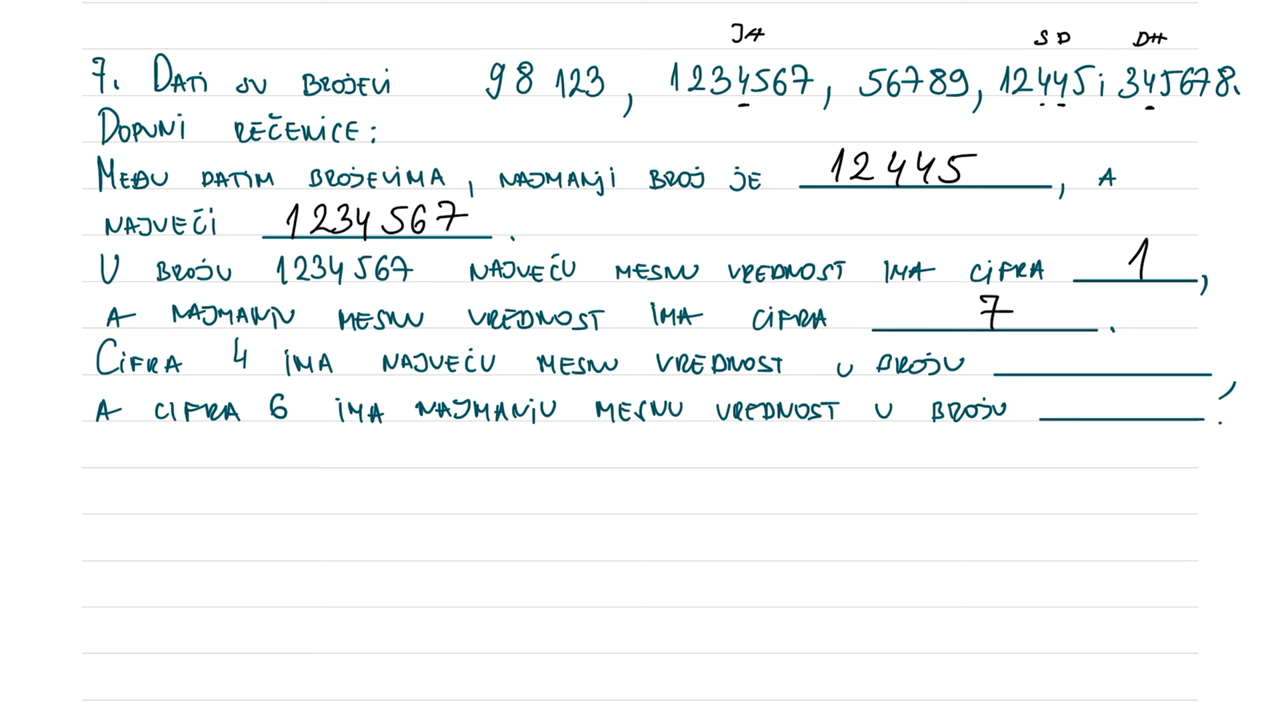 JH SD DH
7. DATI SU BROJEVI 98 123, 1234567, 56789, 12445 i 345678.
DOPUNI REČENICE:
MEĐU DATIM BROJEVIMA, NAJMANJI BROJ JE 12445, A
NAJVEĆI 1234567.
U BROJU 1234567 NAJVEĆU MESNU VREDNOST IMA CIFRA 1,
A NAJMANJU MESNU VREDNOST IMA CIFRA 7.
CIFRA 4 IMA NAJVEĆU MESNU VREDNOST U BROJU ________,
A CIFRA 6 IMA NAJMANJU MESNU VREDNOST U BROJU ________.